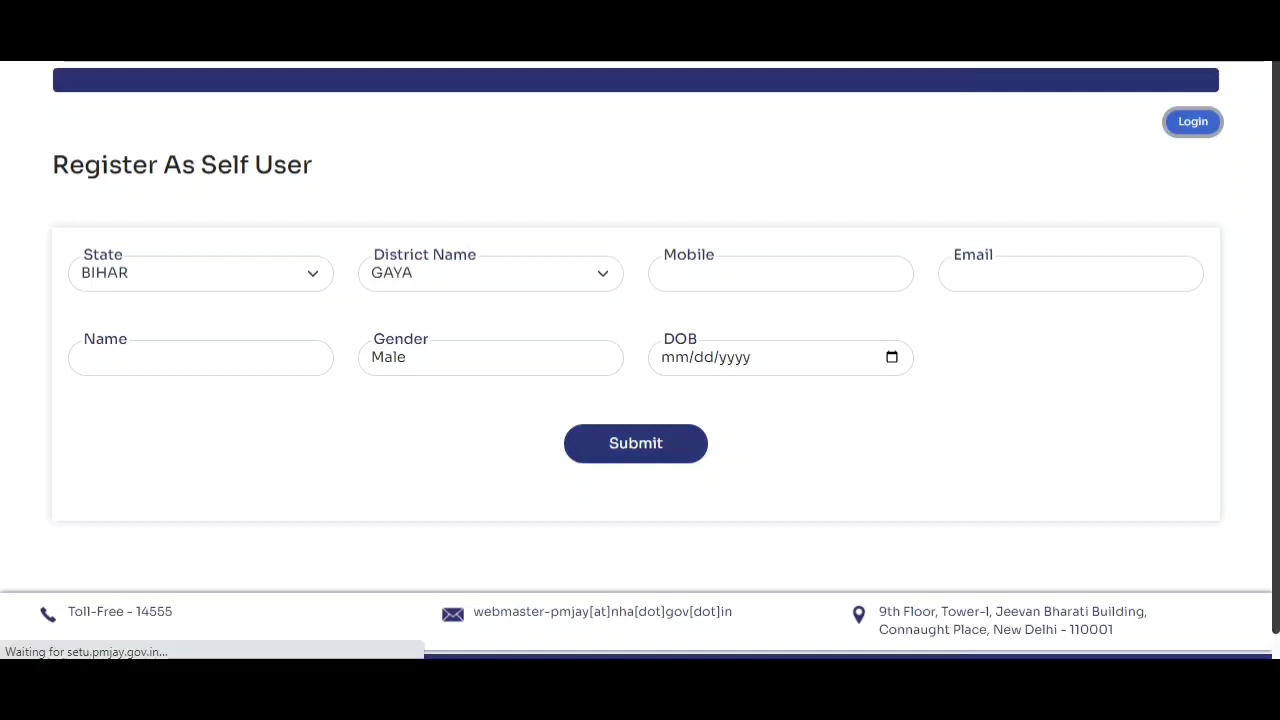 Login
Register As Self User
State
District Name
Mobile
Email
BIHAR
GAYA
Name
Gender
DOB
Male
mm/dd/yyyy
Submit
Toll-Free - 14555
webmaster-pmjay[at]nha[dot]gov[dot]in
9th Floor, Tower-l, Jeevan Bharati Building,
Connaught Place, New Delhi - 110001
Waiting for setu.pmjay.gov.in...